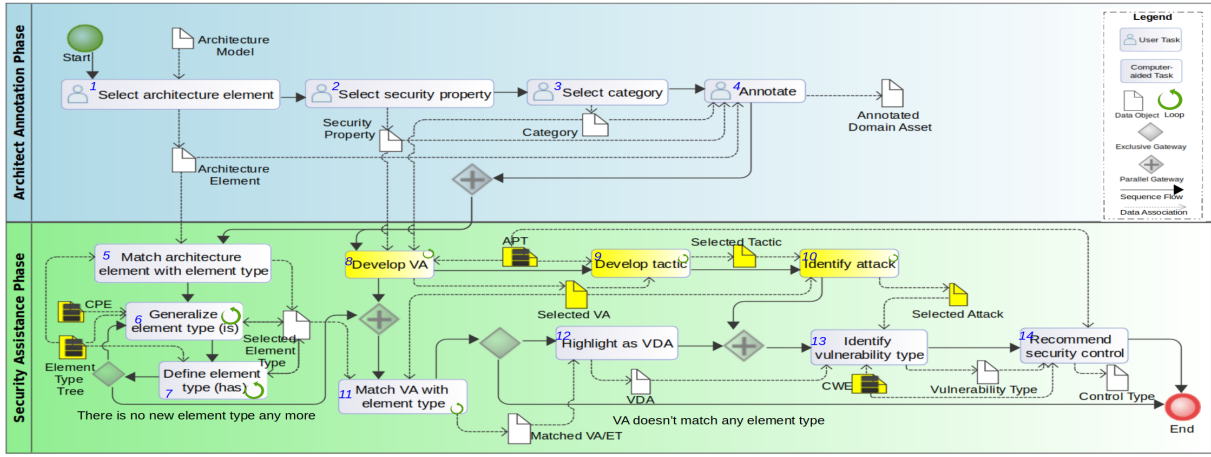 Architect Annotation Phase
Start
Architecture
Model
1 Select architecture element
2 Select security property
3 Select category
4 Annotate
Security
Property
Category
Architecture
Element
Annotated
Domain Asset
Legend
User Task
Computer-
aided Task
Data Object
Loop
Exclusive Gateway
Parallel Gateway
Sequence Flow
Data Association
Security Assistance Phase
5 Match architecture
element with element type
CPE
6 Generalize
element type (is)
Element
Type
Tree
7 Define element
type (has)
Selected
Element
Type
There is no new element type any more
8 Develop VA
APT
9 Develop tactic
Selected Tactic
10 Identify attack
Selected VA
Selected Attack
11 Match VA with
element type
Matched VA/ET
12 Highlight as VDA
VDA
13 Identify
vulnerability type
CWE
Vulnerability Type
14 Recommend
security control
Control Type
VA doesn't match any element type
End